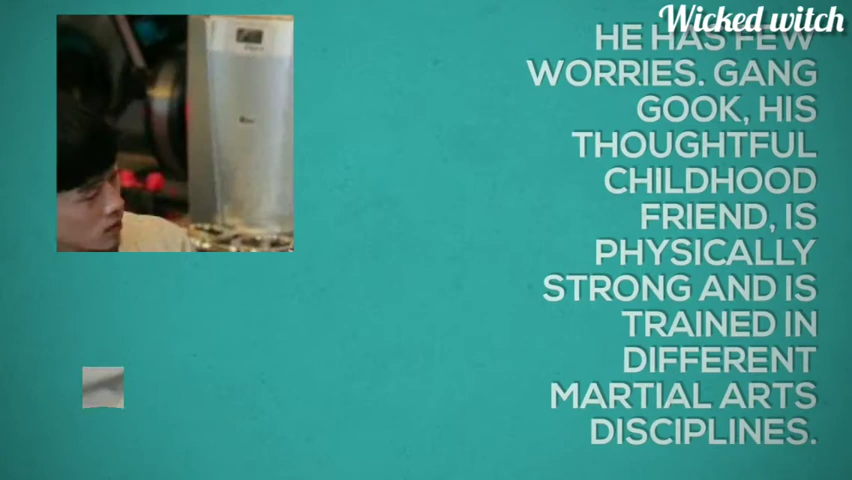 Wicked witch
HE HAS FEW
WORRIES. GANG
GOOK, HIS
THOUGHTFUL
CHILDHOOD
FRIEND, IS
PHYSICALLY
STRONG AND IS
TRAINED IN
DIFFERENT
MARTIAL ARTS
DISCIPLINES.